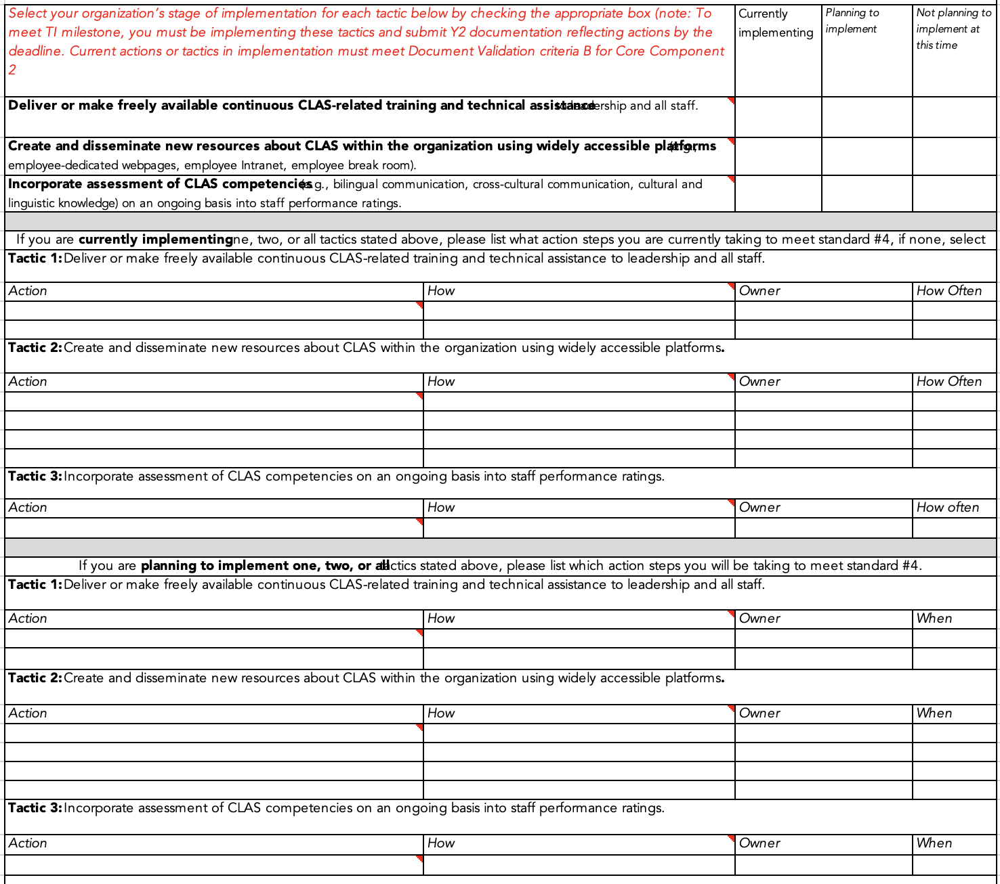 Select your organization's stage of implementation for each tactic below by checking the appropriate box (note: To
meet TI milestone, you must be implementing these tactics and submit Y2 documentation reflecting actions by the
deadline. Current actions or tactics in implementation must meet Document Validation criteria B for Core Component
2
Currently
implementing
Planning to
implement
Not planning to
implement at
this time
Deliver or make freely available continuous CLAS-related training and technical assistance to leadership and all staff.
Create and disseminate new resources about CLAS within the organization using widely accessible platforms (e.g.,
employee-dedicated webpages, employee Intranet, employee break room).
Incorporate assessment of CLAS competencies (e.g., bilingual communication, cross-cultural communication, cultural and
linguistic knowledge) on an ongoing basis into staff performance ratings.
If you are currently implementing ne, two, or all tactics stated above, please list what action steps you are currently taking to meet standard #4, if none, select
Tactic 1: Deliver or make freely available continuous CLAS-related training and technical assistance to leadership and all staff.
Action How Owner How Often
Tactic 2: Create and disseminate new resources about CLAS within the organization using widely accessible platforms.
Action How Owner How Often
Tactic 3: Incorporate assessment of CLAS competencies on an ongoing basis into staff performance ratings.
Action How Owner How often
If you are planning to implement one, two, or all tactics stated above, please list which action steps you will be taking to meet standard #4.
Tactic 1: Deliver or make freely available continuous CLAS-related training and technical assistance to leadership and all staff.
Action How Owner When
Tactic 2: Create and disseminate new resources about CLAS within the organization using widely accessible platforms.
Action How Owner When
Tactic 3: Incorporate assessment of CLAS competencies on an ongoing basis into staff performance ratings.
Action How Owner When